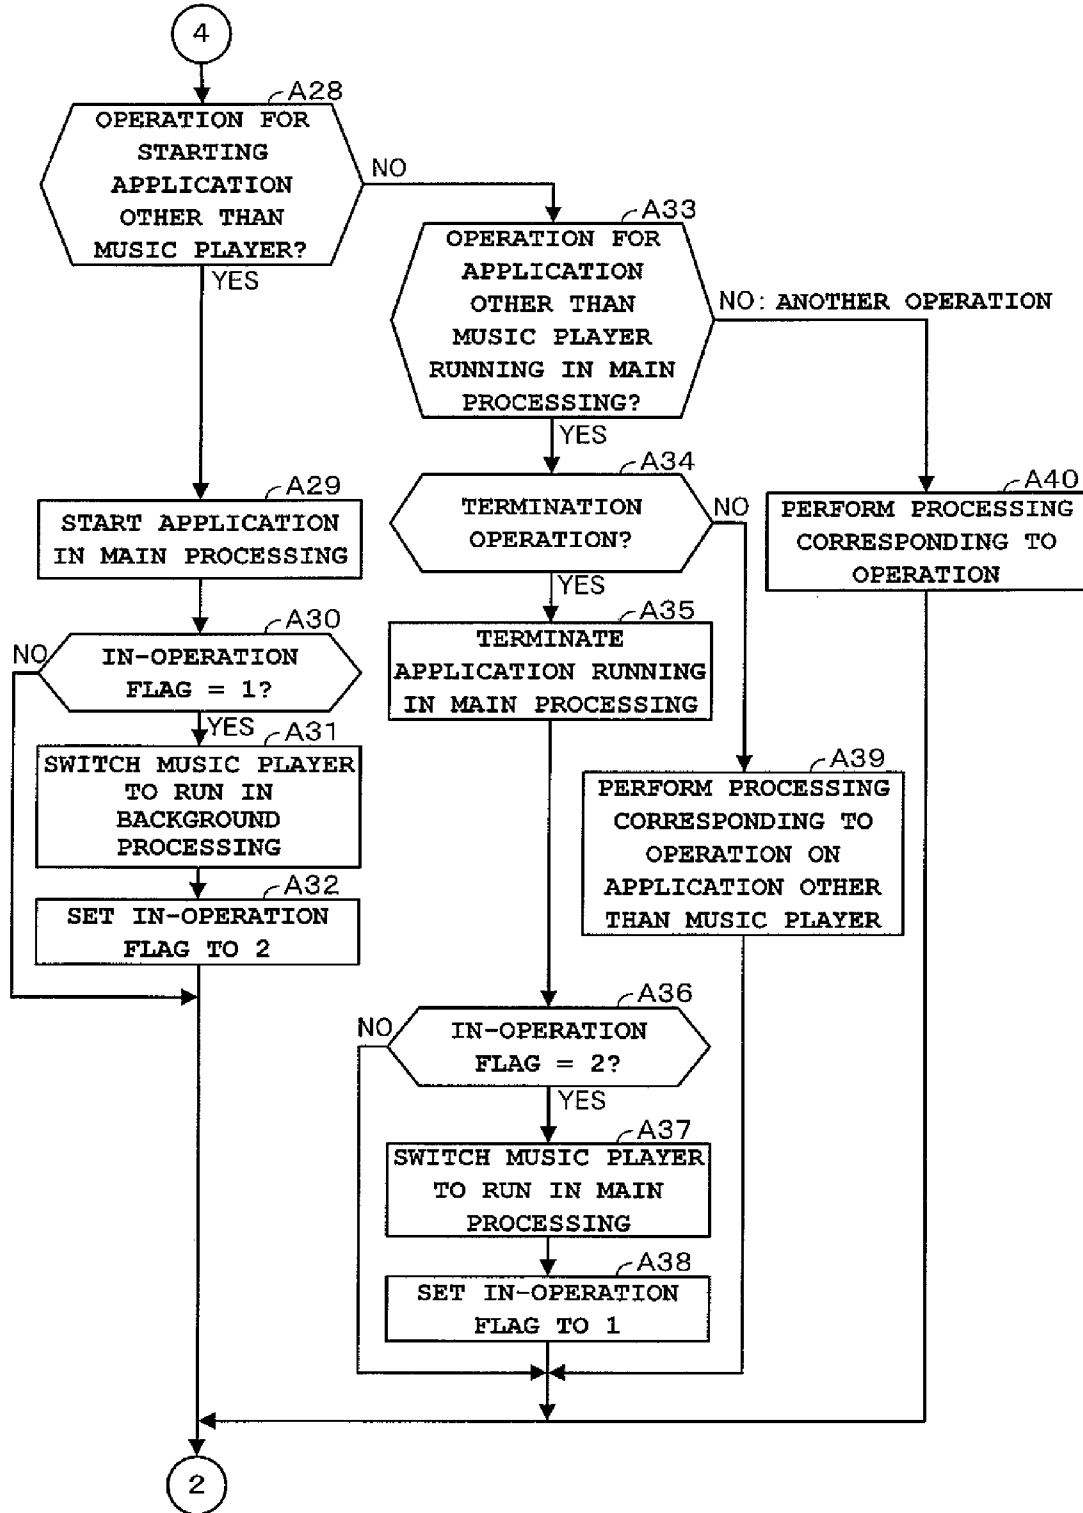 4
A28
OPERATION FOR
STARTING
APPLICATION
OTHER THAN
MUSIC PLAYER?
NO
YES
A33
OPERATION FOR
APPLICATION
OTHER THAN
MUSIC PLAYER
RUNNING IN MAIN
PROCESSING?
NO: ANOTHER OPERATION
YES
A29
START APPLICATION
IN MAIN PROCESSING
A34
TERMINATION
OPERATION?
NO
YES
A40
PERFORM PROCESSING
CORRESPONDING TO
OPERATION
A30
IN-OPERATION
FLAG = 1?
NO
YES
A35
TERMINATE
APPLICATION RUNNING
IN MAIN PROCESSING
A31
SWITCH MUSIC PLAYER
TO RUN IN
BACKGROUND
PROCESSING
A39
PERFORM PROCESSING
CORRESPONDING TO
OPERATION ON
APPLICATION OTHER
THAN MUSIC PLAYER
A32
SET IN-OPERATION
FLAG TO 2
A36
IN-OPERATION
FLAG = 2?
NO
YES
A37
SWITCH MUSIC PLAYER
TO RUN IN MAIN
PROCESSING
A38
SET IN-OPERATION
FLAG TO 1
2